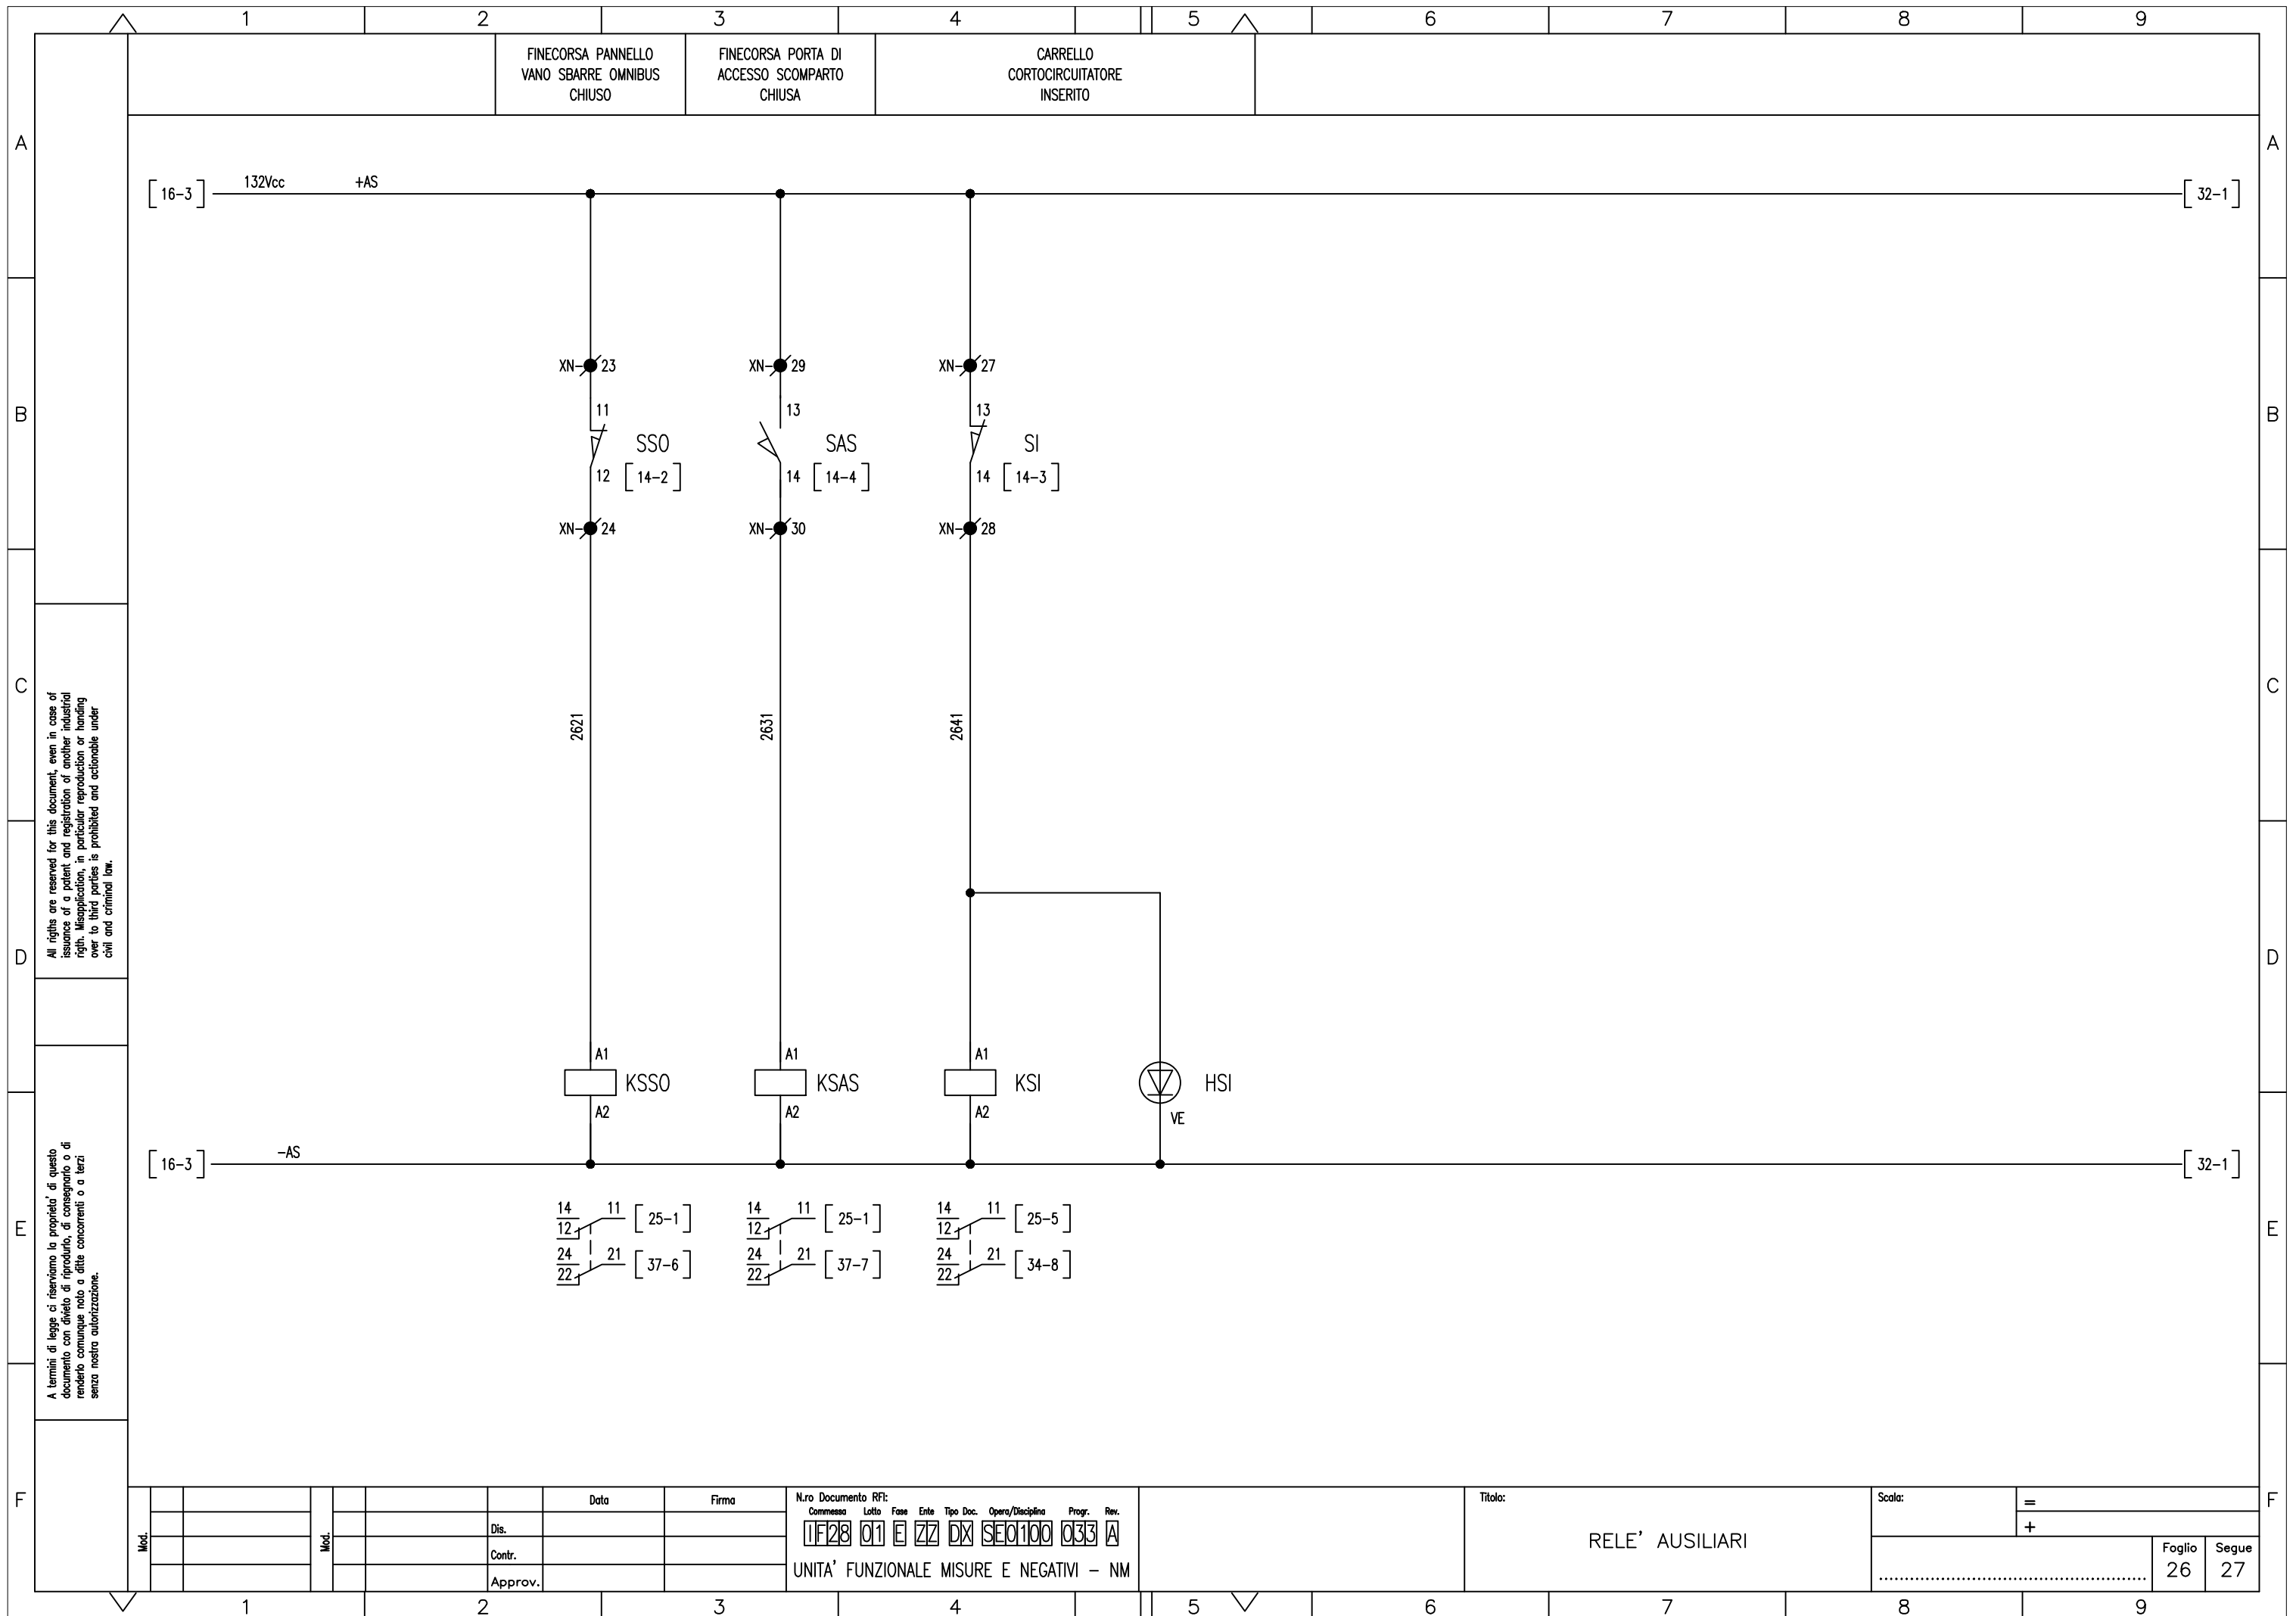 1 2 3 4 5 6 7 8 9
FINECORSA PANNELLO
VANO SBARRE OMNIBUS
CHIUSO
FINECORSA PORTA DI
ACCESSO SCOMPARTO
CHIUSA
CARRELLO
CORTOCIRCUITATORE
INSERITO
A A
16-3 132Vcc +AS 32-1
XN- 23 XN- 29 XN- 27
B B
11 13 13
SSO SAS SI
12 14-2 14 14-4 14 14-3
XN- 24 XN- 30 XN- 28
C C
2621 2631 2641
All rigths are reserved for this document, even in case of
issuance of a patent and registration of another industrial
rigth. Misapplication, in particular reproduction or handing
over to third parties is prohibited and actionable under
civil and criminal law.
D D
A1 A1 A1
KSSO KSAS KSI HSI
A2 A2 A2 VE
16-3 -AS 32-1
A termini di legge ci riserviamo la proprieta' di questo
documento con divieto di riprodurlo, di consegnarlo o di
renderlo comunque noto a ditte concorrenti o a terzi
senza nostra autorizzazione.
E E
14 11 25-1 14 11 25-1 14 11 25-5
12 12 12
24 21 37-6 24 21 37-7 24 21 34-8
22 22 22
F F
Mod. Mod.
Data Firma
Dis.
Contr.
Approv.
N.ro Documento RFI:
Commessa Lotto Fase Ente Tipo Doc. Opera/Disciplina Progr. Rev.
IF28 01 E ZZ DX SE0100 033 A
UNITA' FUNZIONALE MISURE E NEGATIVI - NM
Titolo:
RELE' AUSILIARI
Scala:
=
+
Foglio Segue
26 27
1 2 3 4 5 6 7 8 9